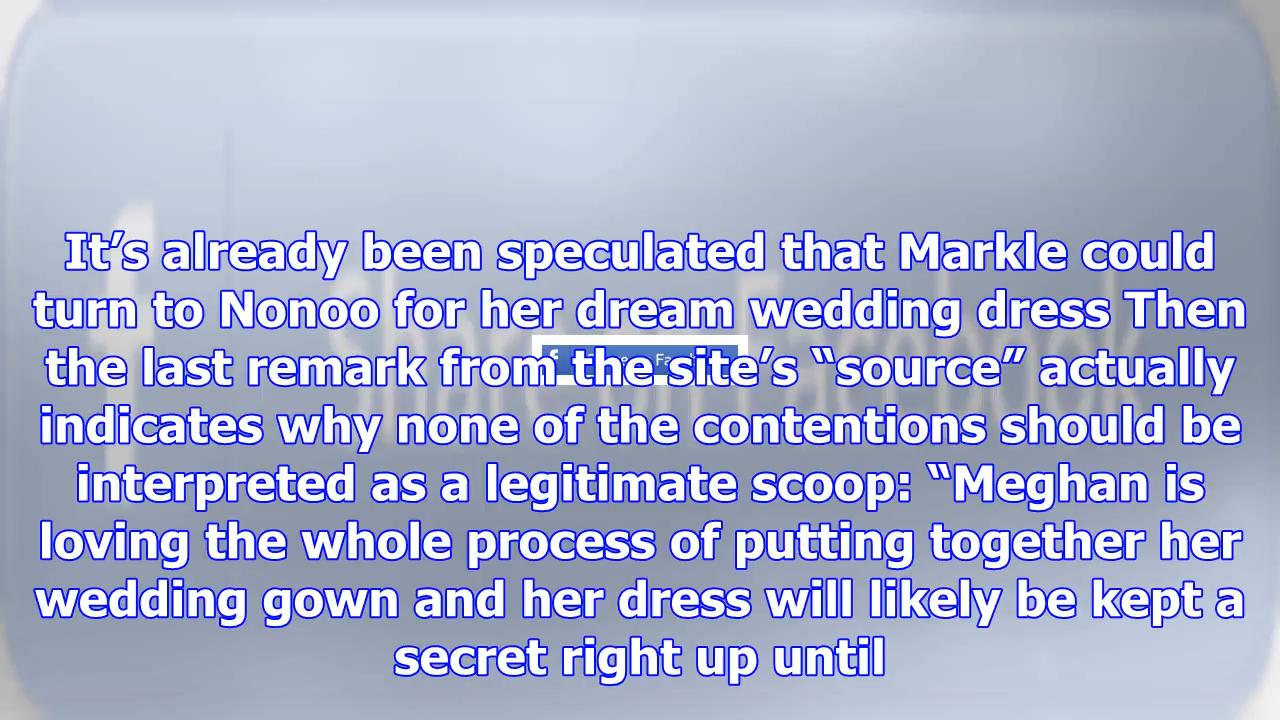 It’s already been speculated that Markle could
turn to Nonoo for her dream wedding dress Then
the last remark from the site’s “source” actually
indicates why none of the contentions should be
interpreted as a legitimate scoop: “Meghan is
loving the whole process of putting together her
wedding gown and her dress will likely be kept a
secret right up until
share on Facebook